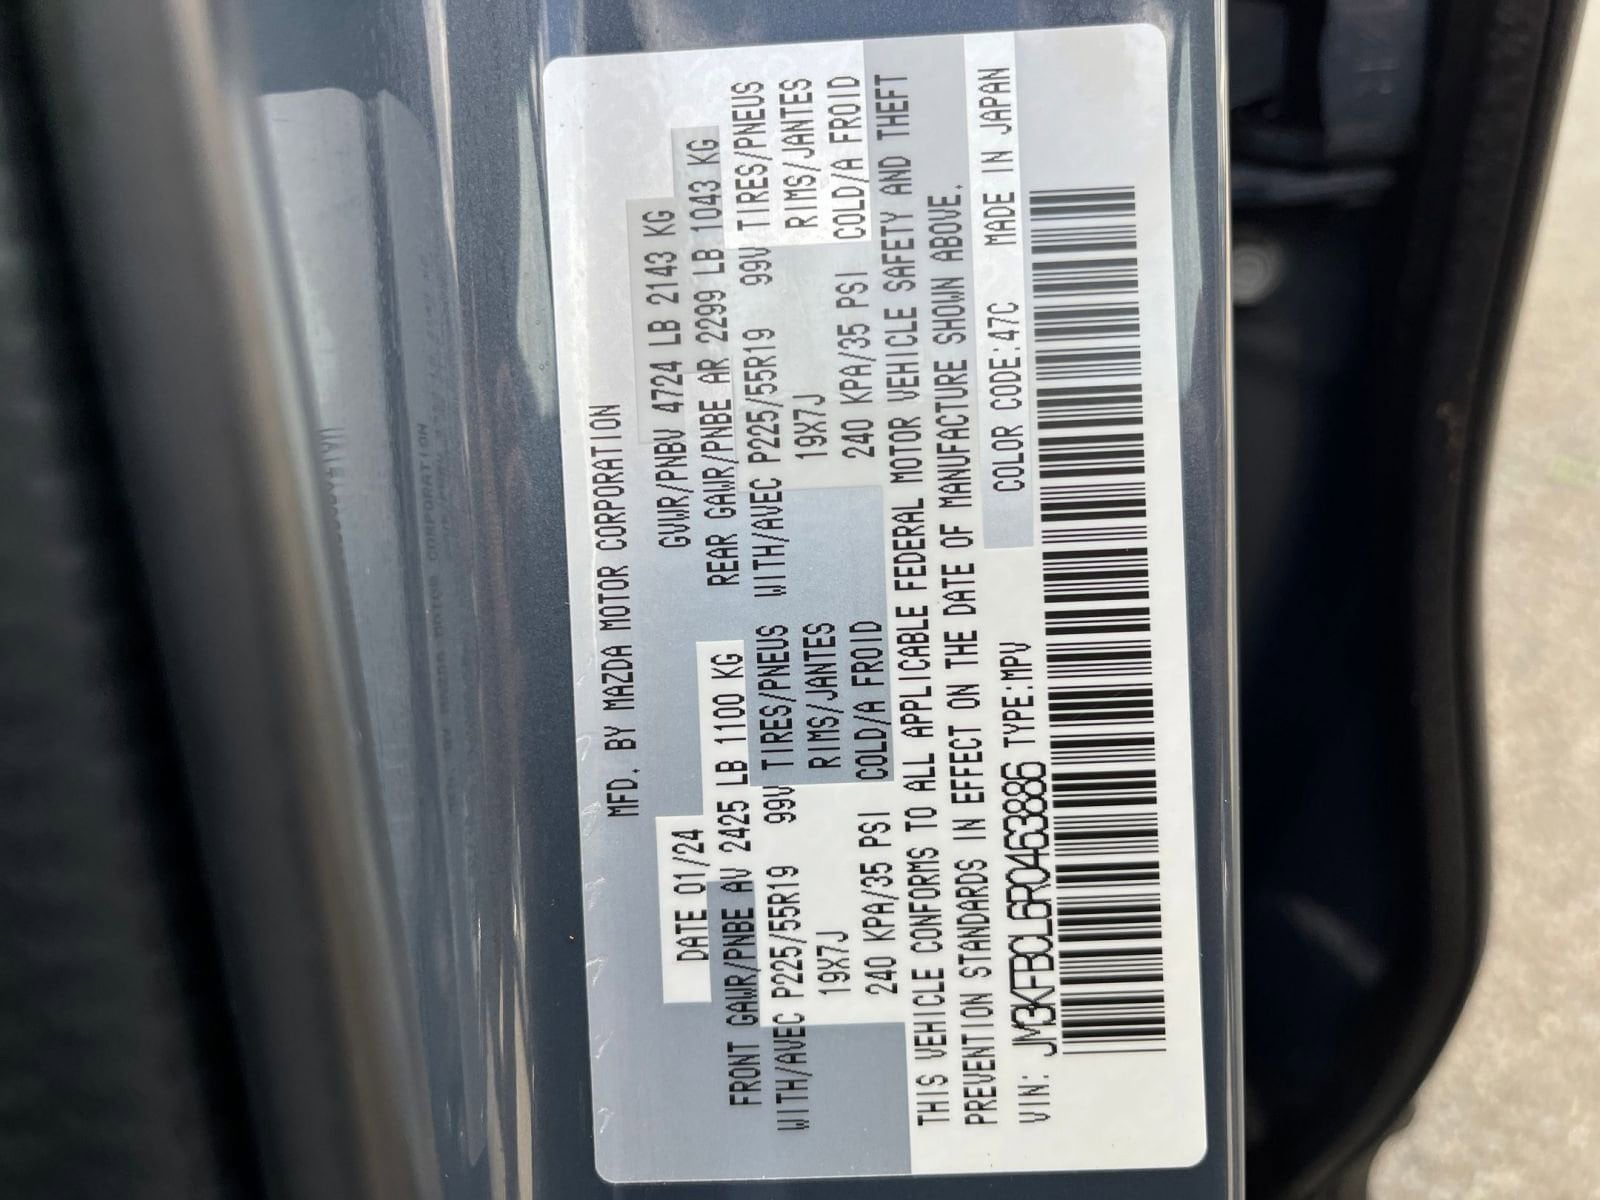 MFD. BY MAZDA MOTOR CORPORATION
DATE 01/24 GVWR/PNBV 4724 LB 2143 KG
FRONT GAWR/PNBE AV 2425 LB 1100 KG REAR GAWR/PNBE AR 2299 LB 1043 KG
WITH/AVEC P225/55R19 99V TIRES/PNEUS WITH/AVEC P225/55R19 99V TIRES/PNEUS
19X7J RIMS/JANTES 19X7J RIMS/JANTES
240 KPA/35 PSI COLD/A FROID 240 KPA/35 PSI COLD/A FROID
THIS VEHICLE CONFORMS TO ALL APPLICABLE FEDERAL MOTOR VEHICLE SAFETY AND THEFT
PREVENTION STANDARDS IN EFFECT ON THE DATE OF MANUFACTURE SHOWN ABOVE.
VIN: JM3KFBCL6R0463886 TYPE:MPV COLOR CODE:47C MADE IN JAPAN